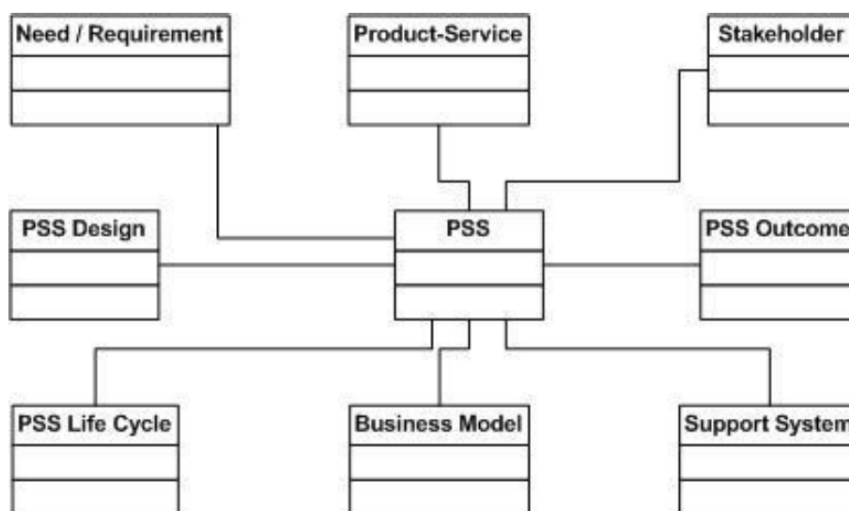 Need / Requirement
Product-Service
Stakeholder
PSS Design
PSS
PSS Outcome
PSS Life Cycle
Business Model
Support System